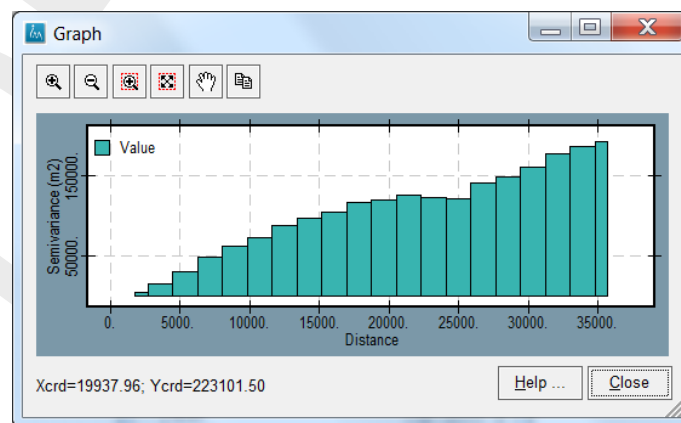 Graph
Value
Semivariance (m2)
150000.
50000.
0. 5000. 10000. 15000. 20000. 25000. 30000. 35000.
Distance
Xcrd=19937.96; Ycrd=223101.50
Help ...
Close